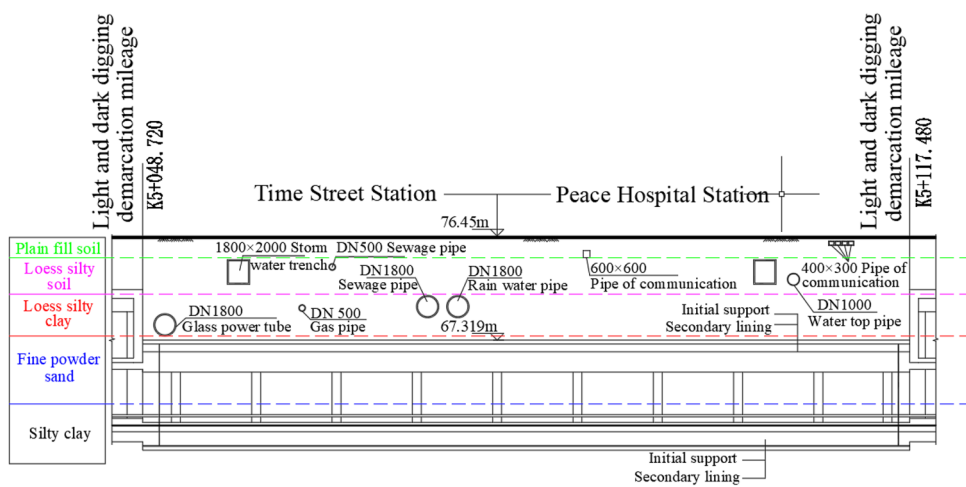 Light and dark digging
demarcation mileage
K5+048.720
Light and dark digging
demarcation mileage
K5+117.480
Time Street Station
Peace Hospital Station
76.45m
Plain fill soil
Loess silty
soil
Loess silty
clay
Fine powder
sand
Silty clay
1800×2000 Storm
water trench
DN500 Sewage pipe
DN1800
Sewage pipe
DN1800
Rain water pipe
600×600
Pipe of communication
400×300 Pipe of
communication
DN1000
Water top pipe
DN1800
Glass power tube
DN 500
Gas pipe
67.319m
Initial support
Secondary lining
Initial support
Secondary lining